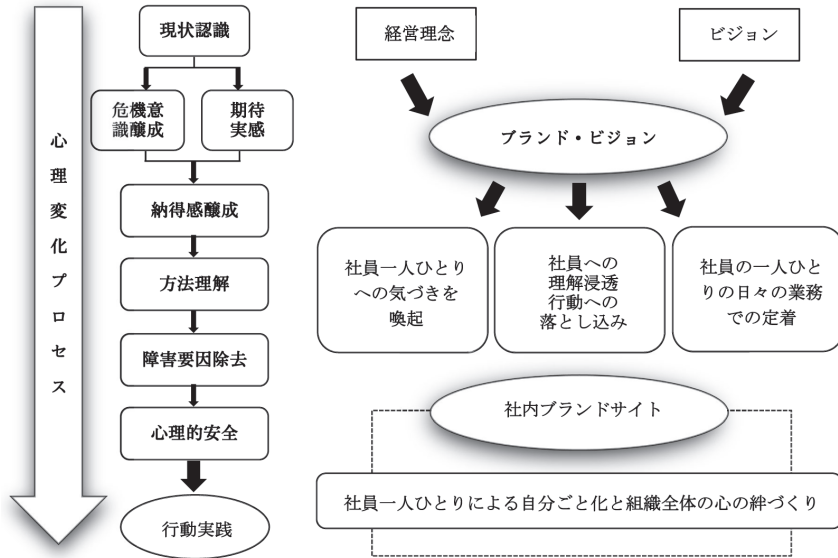 心理変化プロセス
現状認識
危機意
識醸成
期待
実感
納得感醸成
方法理解
障害要因除去
心理的安全
行動実践
経営理念
ビジョン
ブランド・ビジョン
社員一人ひとり
への気づきを
喚起
社員への
理解浸透
行動への
落とし込み
社員の一人ひと
りの日々の業務
での定着
社内ブランドサイト
社員一人ひとりによる自分ごと化と組織全体の心の絆づくり